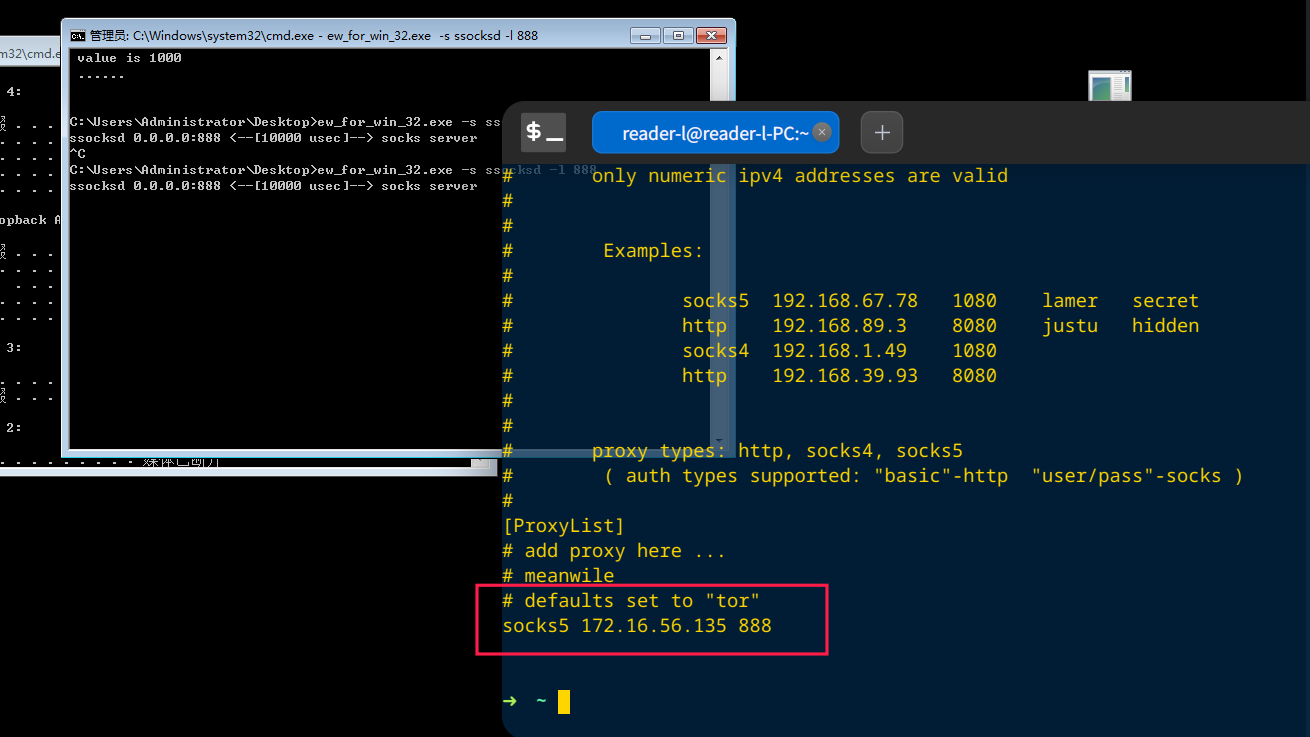 m32\cmd.e
4:
opback A
3:
2:
媒体已断开
管理员: C:\Windows\system32\cmd.exe - ew_for_win_32.exe  -s ssocksd -l 888
value is 1000
------
C:\Users\Administrator\Desktop>ew_for_win_32.exe -s ss
ssocksd 0.0.0.0:888 <--[10000 usec]--> socks server
^C
C:\Users\Administrator\Desktop>ew_for_win_32.exe -s ssocksd -l 888
ssocksd 0.0.0.0:888 <--[10000 usec]--> socks server
$ _ reader-l@reader-l-PC:~ × +
#       only numeric ipv4 addresses are valid
#
#
#        Examples:
#
#               socks5  192.168.67.78   1080    lamer   secret
#               http    192.168.89.3    8080    justu   hidden
#               socks4  192.168.1.49    1080
#               http    192.168.39.93   8080
#
#
#       proxy types: http, socks4, socks5
#        ( auth types supported: "basic"-http  "user/pass"-socks )
#
[ProxyList]
# add proxy here ...
# meanwile
# defaults set to "tor"
socks5 172.16.56.135 888
➜  ~